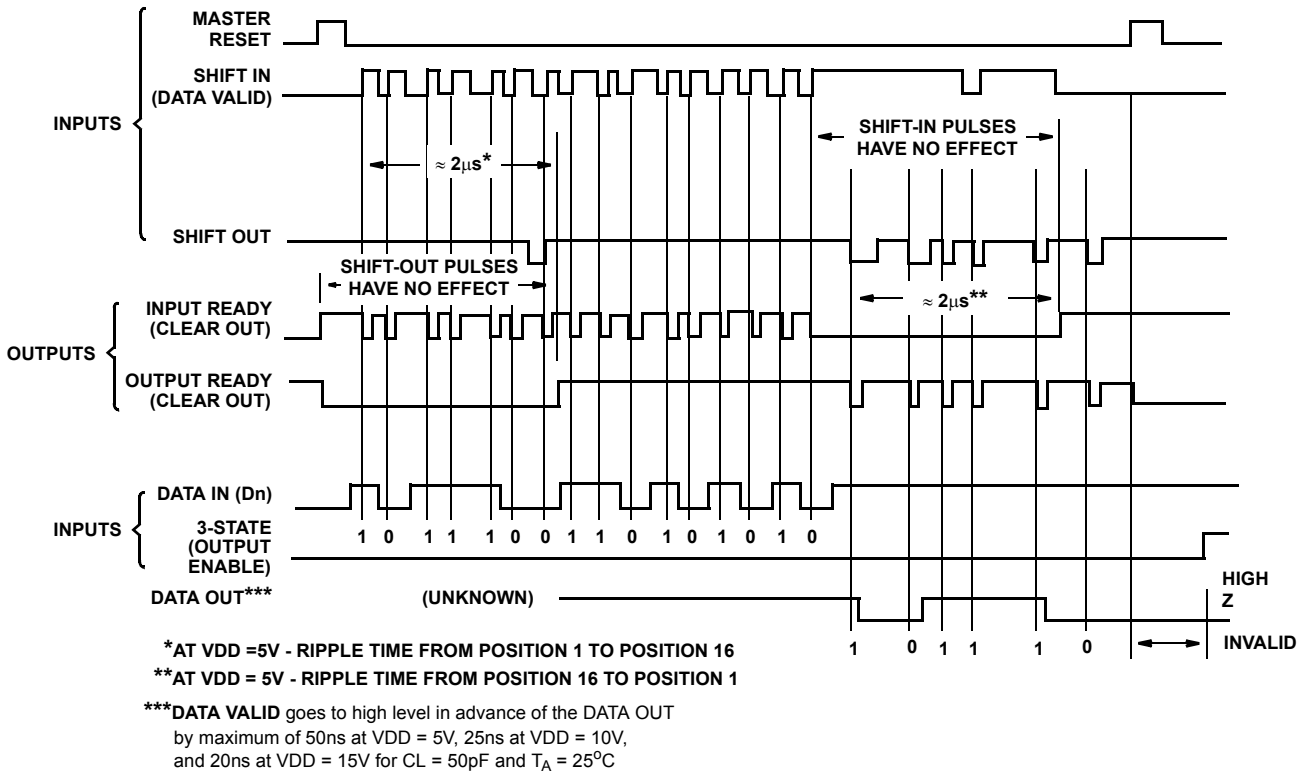 MASTER
RESET
SHIFT IN
(DATA VALID)
INPUTS
SHIFT-IN PULSES
HAVE NO EFFECT
≈ 2μs*
SHIFT OUT
SHIFT-OUT PULSES
HAVE NO EFFECT
≈ 2μs**
INPUT READY
(CLEAR OUT)
OUTPUTS
OUTPUT READY
(CLEAR OUT)
DATA IN (Dn)
INPUTS
3-STATE
(OUTPUT
ENABLE)
1 0 1 1 1 0 0 1 1 0 1 0 1 0 1 0
DATA OUT***
(UNKNOWN)
HIGH
Z
1 0 1 1 1 0
INVALID
*AT VDD =5V - RIPPLE TIME FROM POSITION 1 TO POSITION 16
**AT VDD = 5V - RIPPLE TIME FROM POSITION 16 TO POSITION 1
***DATA VALID goes to high level in advance of the DATA OUT
by maximum of 50ns at VDD = 5V, 25ns at VDD = 10V,
and 20ns at VDD = 15V for CL = 50pF and TA = 25oC